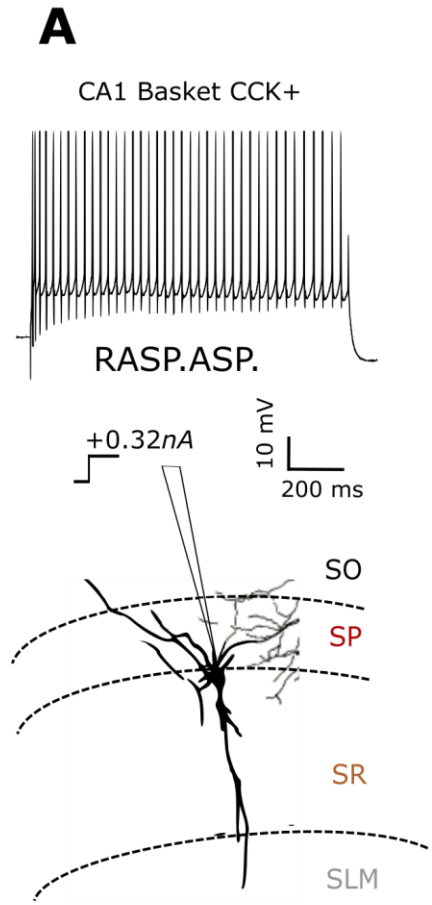 A
CA1 Basket CCK+
RASP.ASP.
+0.32nA
10 mV
200 ms
SO
SP
SR
SLM